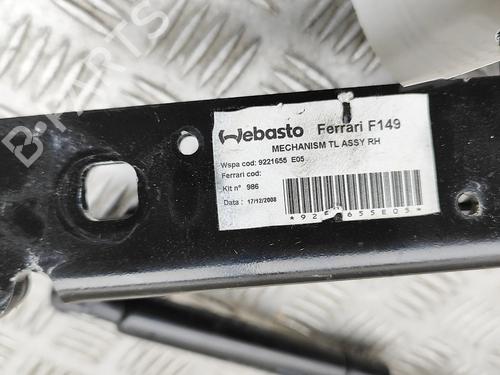 B-PARTS
Webasto Ferrari F149
MECHANISM TL ASSY RH
Wspa cod: 9221655 E05
Ferrari cod:
Kit n° 986
Data : 17/12/2008